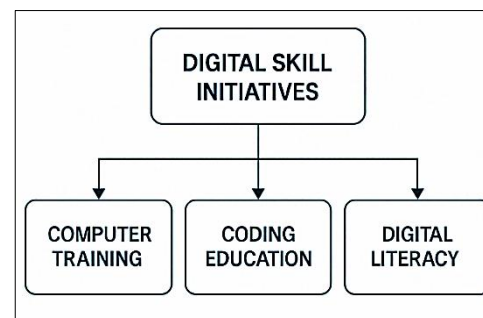 DIGITAL SKILL
INITIATIVES
COMPUTER
TRAINING
CODING
EDUCATION
DIGITAL
LITERACY